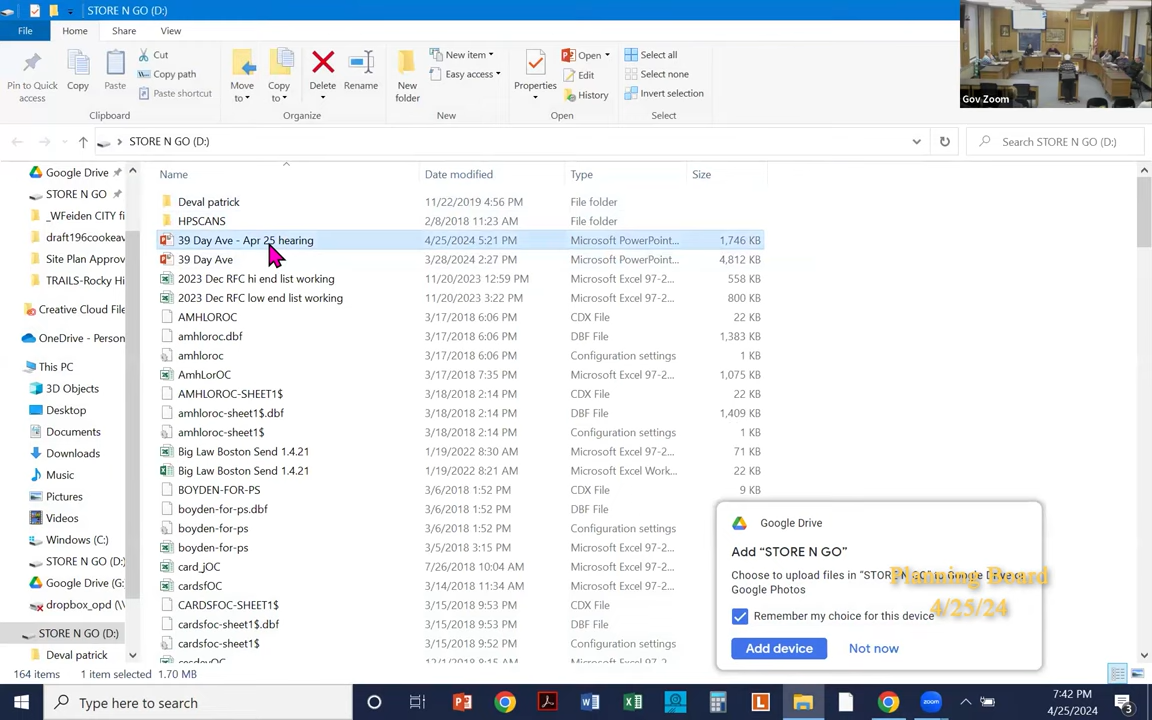 STORE N GO (D:)
File
Home
Share
View
Pin to Quick access
Copy
Paste
Cut
Copy path
Paste shortcut
Clipboard
Move to
Copy to
Delete
Rename
Organize
New folder
New item
Easy access
New
Properties
Open
Edit
History
Open
Select all
Select none
Invert selection
Select
Gov Zoom
STORE N GO (D:)
Search STORE N GO (D:)
Google Drive
STORE N GO
_WFeiden CITY fi
draft196cookeav
Site Plan Approv
TRAILS-Rocky Hi
Creative Cloud File
OneDrive - Person
This PC
3D Objects
Desktop
Documents
Downloads
Music
Pictures
Videos
Windows (C:)
STORE N GO (D:)
Google Drive (G:
dropbox_opd (\\
STORE N GO (D:)
Deval patrick
Name Date modified Type Size
Deval patrick 11/22/2019 4:56 PM File folder
HPSCANS 2/8/2018 11:23 AM File folder
39 Day Ave - Apr 25 hearing 4/25/2024 5:21 PM Microsoft PowerPoint... 1,746 KB
39 Day Ave 3/28/2024 2:27 PM Microsoft PowerPoint... 4,812 KB
2023 Dec RFC hi end list working 11/20/2023 12:59 PM Microsoft Excel 97-2... 558 KB
2023 Dec RFC low end list working 11/20/2023 3:22 PM Microsoft Excel 97-2... 800 KB
AMHLOROC 3/17/2018 6:06 PM CDX File 22 KB
amhloroc.dbf 3/17/2018 6:06 PM DBF File 1,383 KB
amhloroc 3/17/2018 6:06 PM Configuration settings 1 KB
AmhLorOC 3/17/2018 7:35 PM Microsoft Excel 97-2... 1,075 KB
AMHLOROC-SHEET1$ 3/18/2018 2:14 PM CDX File 22 KB
amhloroc-sheet1$.dbf 3/18/2018 2:14 PM DBF File 1,409 KB
amhloroc-sheet1$ 3/18/2018 2:14 PM Configuration settings 1 KB
Big Law Boston Send 1.4.21 1/19/2022 8:30 AM Microsoft Excel 97-2... 71 KB
Big Law Boston Send 1.4.21 1/19/2022 8:21 AM Microsoft Excel Work... 22 KB
BOYDEN-FOR-PS 3/6/2018 1:52 PM CDX File 9 KB
boyden-for-ps.dbf 3/6/2018 1:52 PM DBF File
boyden-for-ps 3/6/2018 1:52 PM Configuration settings
boyden-for-ps 3/5/2018 3:15 PM Microsoft Excel 97-2...
card_jOC 7/26/2018 10:04 AM Microsoft Excel 97-2...
cardsfOC 3/14/2018 11:34 AM Microsoft Excel 97-2...
CARDSFOC-SHEET1$ 3/15/2018 9:53 PM CDX File
cardsfoc-sheet1$.dbf 3/15/2018 9:53 PM DBF File
cardsfoc-sheet1$ 3/15/2018 9:53 PM Configuration settings
Google Drive
Add “STORE N GO”
Choose to upload files in “STORE N GO” to Google Drive or
Google Photos
Remember my choice for this device
Add device
Not now
Planning Board
4/25/24
164 items 1 item selected 1.70 MB
Type here to search
7:42 PM
4/25/2024
3